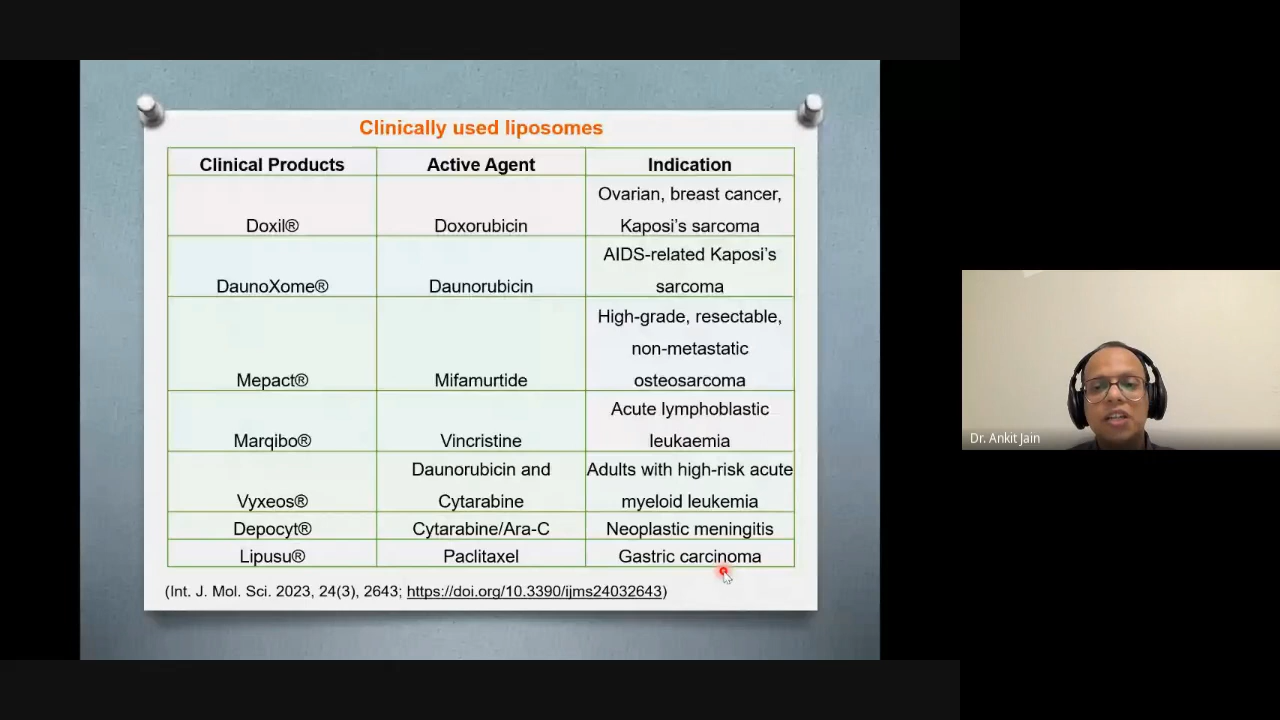 Clinically used liposomes
Clinical Products Active Agent Indication
Ovarian, breast cancer,
Doxil® Doxorubicin Kaposi's sarcoma
AIDS-related Kaposi's
DaunoXome® Daunorubicin sarcoma
High-grade, resectable,
non-metastatic
Mepact® Mifamurtide osteosarcoma
Acute lymphoblastic
Marqibo® Vincristine leukaemia
Daunorubicin and Adults with high-risk acute
Vyxeos® Cytarabine myeloid leukemia
Depocyt® Cytarabine/Ara-C Neoplastic meningitis
Lipusu® Paclitaxel Gastric carcinoma
(Int. J. Mol. Sci. 2023, 24(3), 2643; https://doi.org/10.3390/ijms24032643)
Dr. Ankit Jain